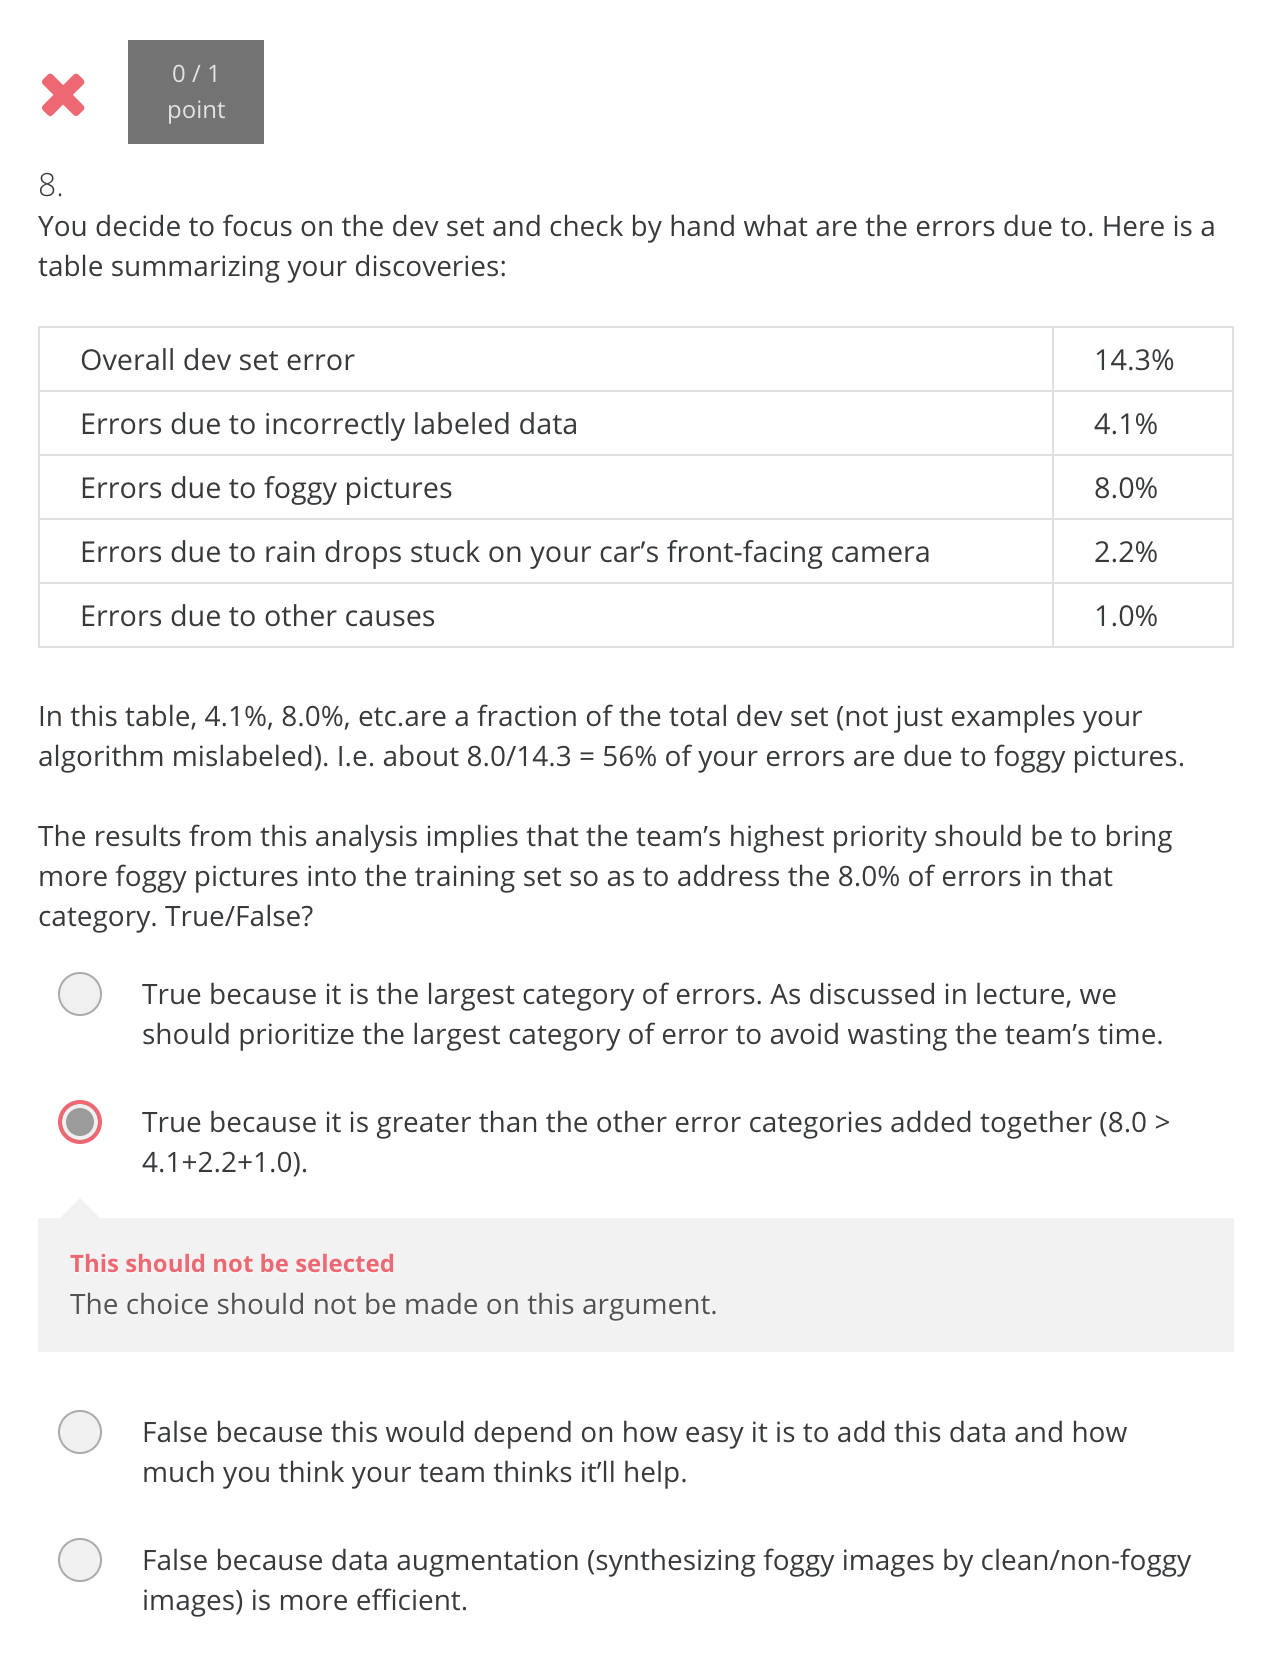 0 / 1
point
8.
You decide to focus on the dev set and check by hand what are the errors due to. Here is a
table summarizing your discoveries:
Overall dev set error 14.3%
Errors due to incorrectly labeled data 4.1%
Errors due to foggy pictures 8.0%
Errors due to rain drops stuck on your car’s front-facing camera 2.2%
Errors due to other causes 1.0%
In this table, 4.1%, 8.0%, etc.are a fraction of the total dev set (not just examples your
algorithm mislabeled). I.e. about 8.0/14.3 = 56% of your errors are due to foggy pictures.
The results from this analysis implies that the team’s highest priority should be to bring
more foggy pictures into the training set so as to address the 8.0% of errors in that
category. True/False?
True because it is the largest category of errors. As discussed in lecture, we
should prioritize the largest category of error to avoid wasting the team’s time.
True because it is greater than the other error categories added together (8.0 >
4.1+2.2+1.0).
This should not be selected
The choice should not be made on this argument.
False because this would depend on how easy it is to add this data and how
much you think your team thinks it’ll help.
False because data augmentation (synthesizing foggy images by clean/non-foggy
images) is more efficient.